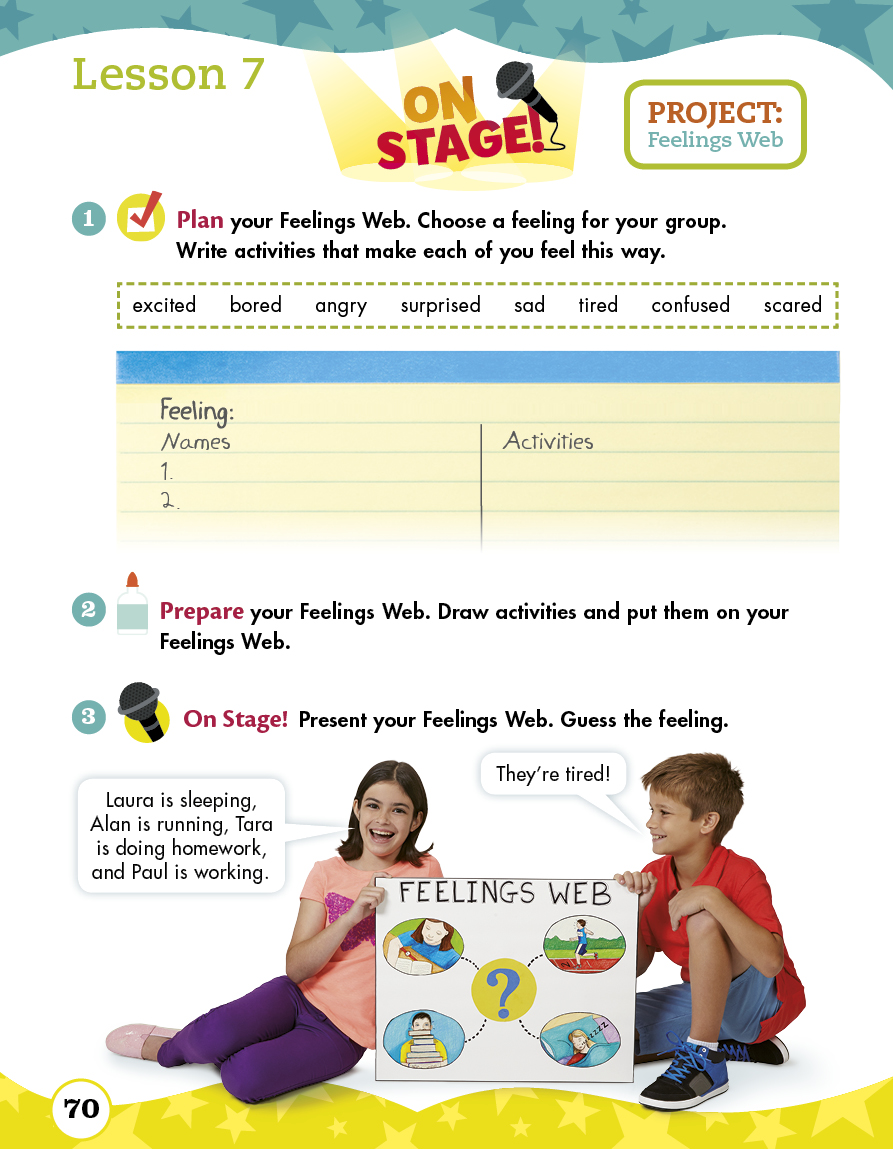 Lesson 7
ON
STAGE!
PROJECT:
Feelings Web
1
Plan your Feelings Web. Choose a feeling for your group.
Write activities that make each of you feel this way.
excited bored angry surprised sad tired confused scared
Feeling:
Names Activities
1.
2.
2
Prepare your Feelings Web. Draw activities and put them on your
Feelings Web.
3
On Stage! Present your Feelings Web. Guess the feeling.
Laura is sleeping,
Alan is running, Tara
is doing homework,
and Paul is working.
They're tired!
FEELINGS WEB
?
zzzz
70